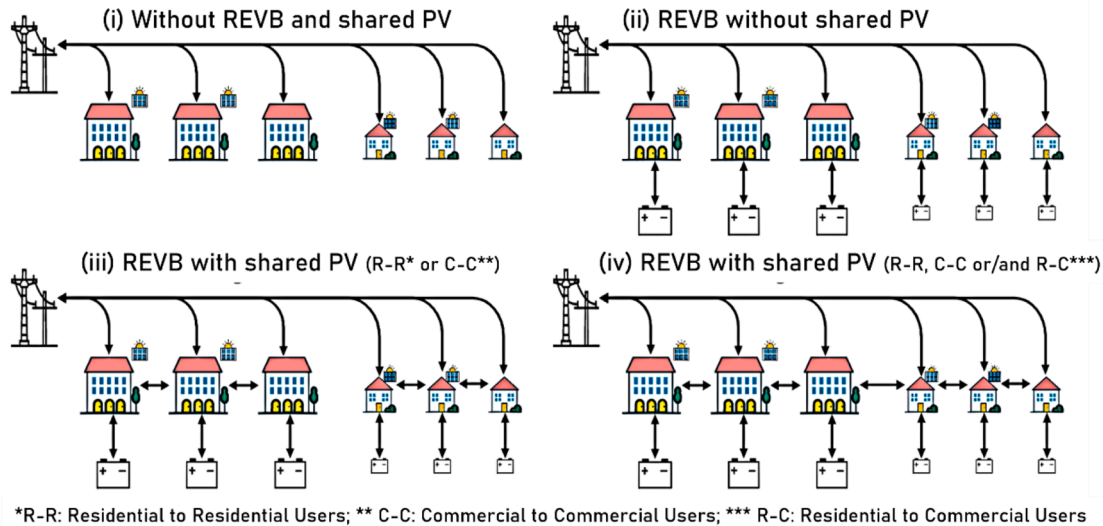 (i) Without REVB and shared PV
(ii) REVB without shared PV
(iii) REVB with shared PV (R-R* or C-C**)
(iv) REVB with shared PV (R-R, C-C or/and R-C***)
*R-R: Residential to Residential Users; ** C-C: Commercial to Commercial Users; *** R-C: Residential to Commercial Users